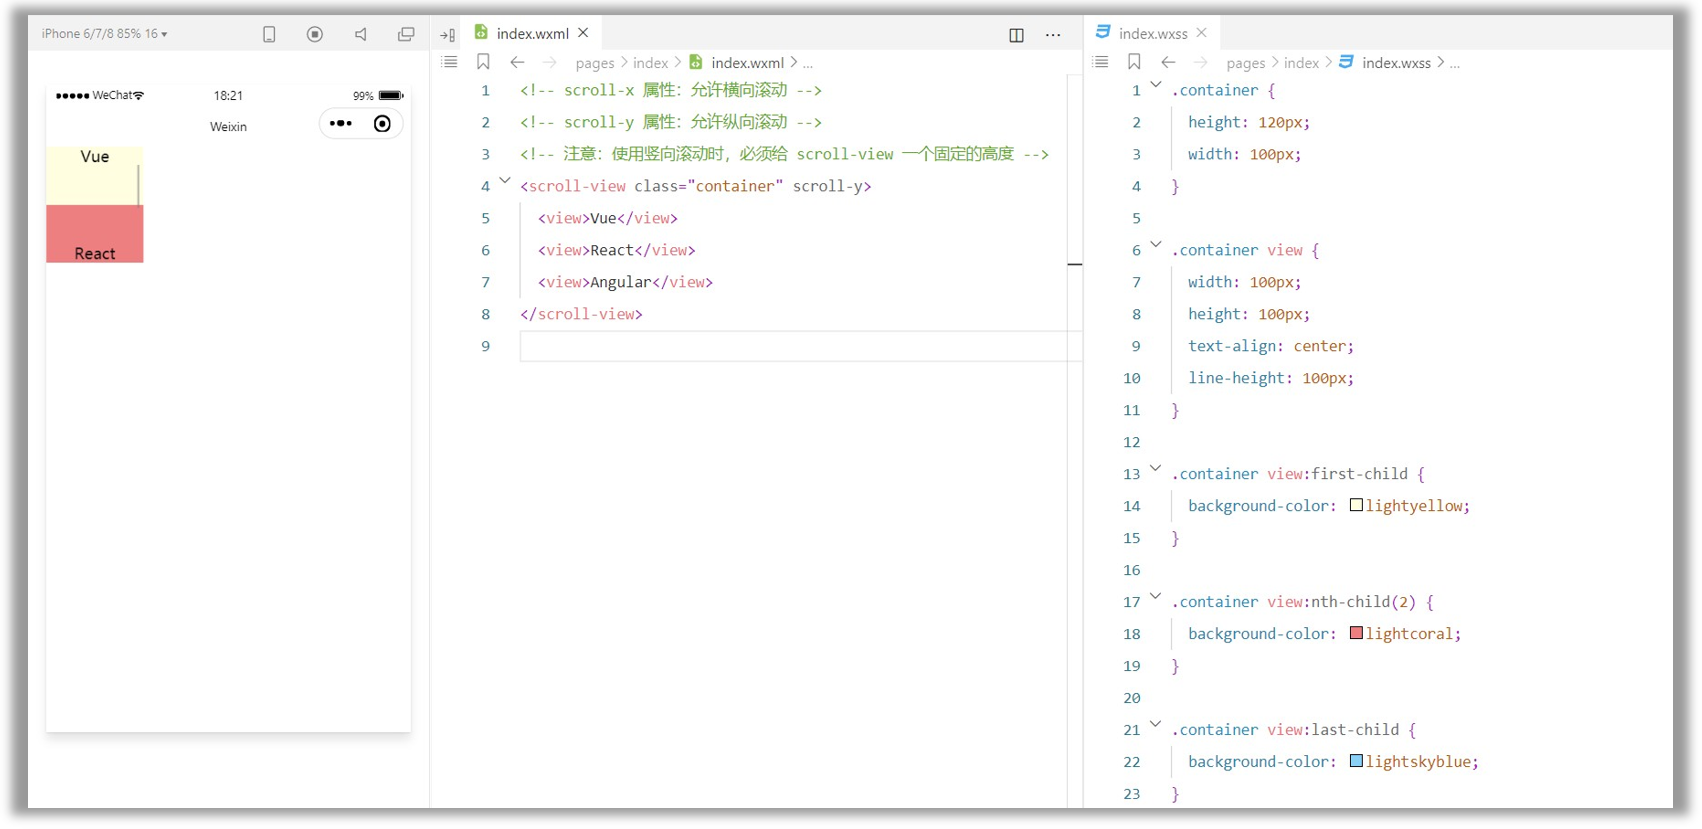 iPhone 6/7/8 85% 16 ▾
WeChat
18:21
99%
Weixin
Vue
React
index.wxml
pages > index > index.wxml > ...
1 <!-- scroll-x 属性：允许横向滚动 -->
2 <!-- scroll-y 属性：允许纵向滚动 -->
3 <!-- 注意：使用竖向滚动时，必须给 scroll-view 一个固定的高度 -->
4 <scroll-view class="container" scroll-y>
5 <view>Vue</view>
6 <view>React</view>
7 <view>Angular</view>
8 </scroll-view>
9
index.wxss
pages > index > index.wxss > ...
1 .container {
2 height: 120px;
3 width: 100px;
4 }
5
6 .container view {
7 width: 100px;
8 height: 100px;
9 text-align: center;
10 line-height: 100px;
11 }
12
13 .container view:first-child {
14 background-color: lightyellow;
15 }
16
17 .container view:nth-child(2) {
18 background-color: lightcoral;
19 }
20
21 .container view:last-child {
22 background-color: lightskyblue;
23 }